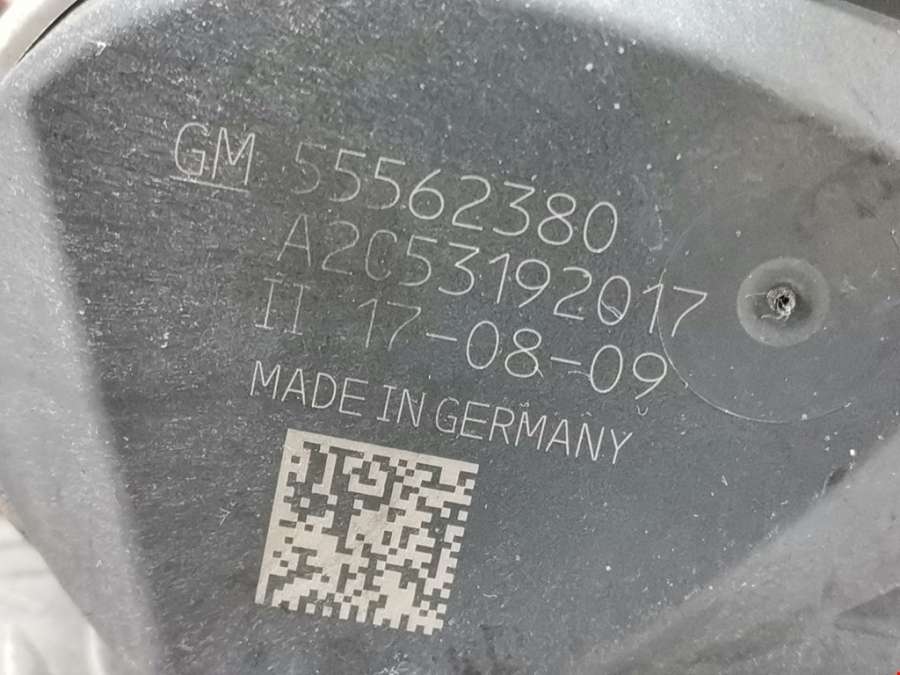 GM 55562380
A2C53192017
II 17-08-09
MADE IN GERMANY